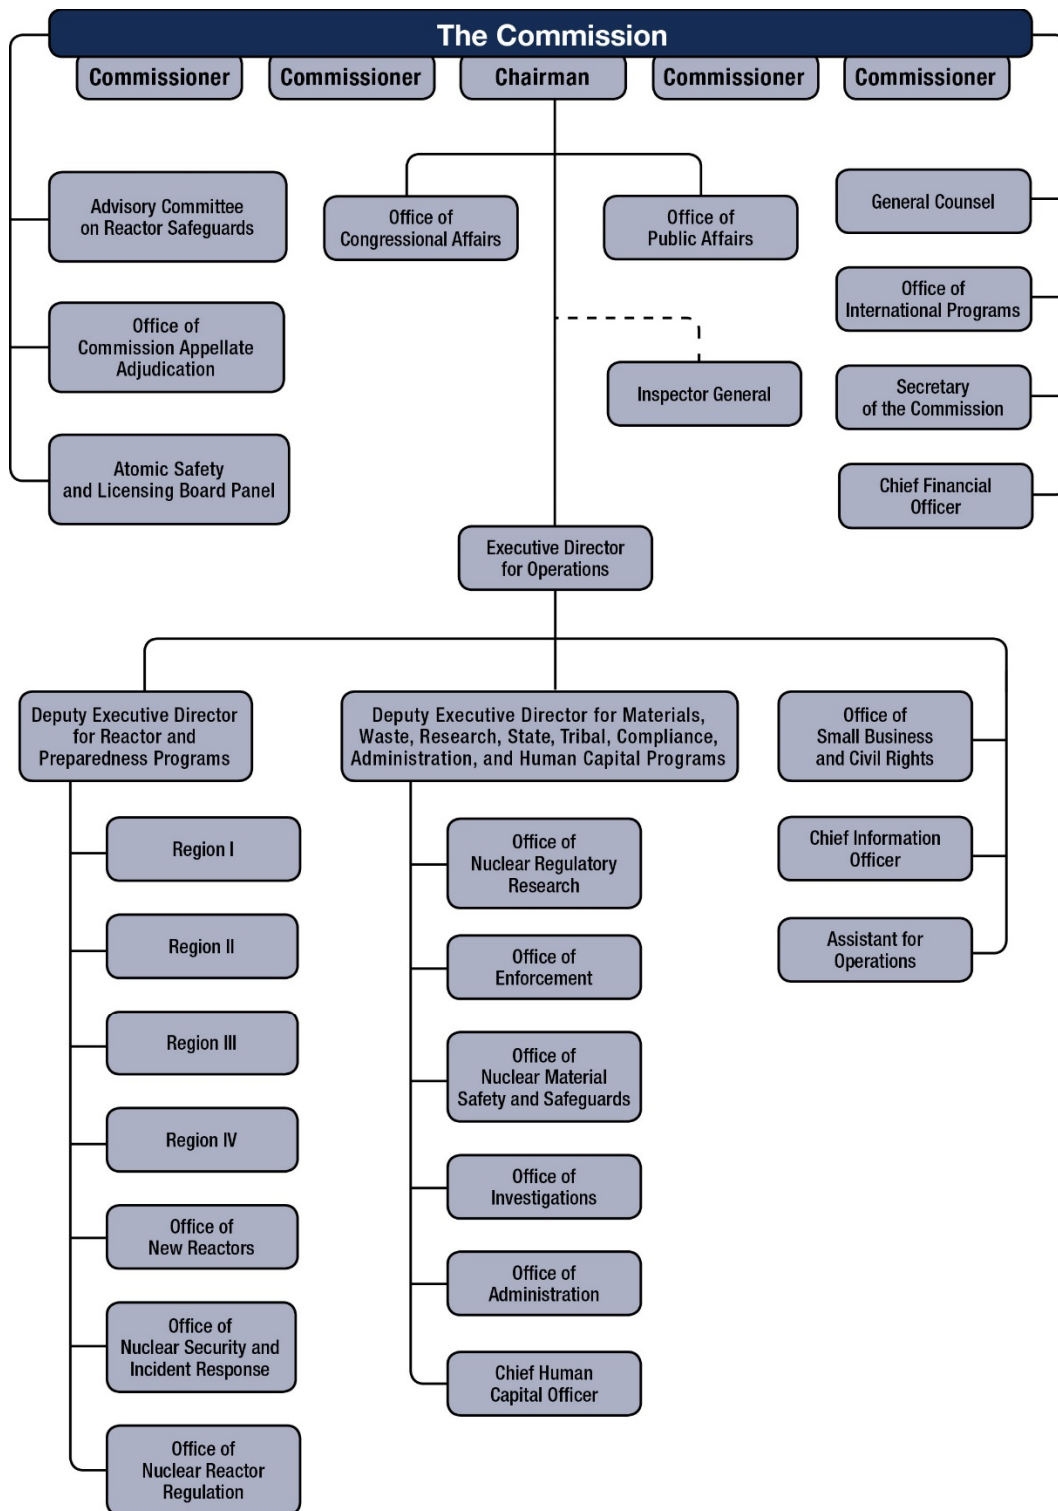 The Commission
Commissioner
Commissioner
Chairman
Commissioner
Commissioner
Advisory Committee
on Reactor Safeguards
Office of
Congressional Affairs
Office of
Public Affairs
General Counsel
Office of
Commission Appellate
Adjudication
Office of
International Programs
Inspector General
Secretary
of the Commission
Atomic Safety
and Licensing Board Panel
Chief Financial
Officer
Executive Director
for Operations
Deputy Executive Director
for Reactor and
Preparedness Programs
Deputy Executive Director for Materials,
Waste, Research, State, Tribal, Compliance,
Administration, and Human Capital Programs
Office of
Small Business
and Civil Rights
Region I
Region II
Region III
Region IV
Office of
New Reactors
Office of
Nuclear Security and
Incident Response
Office of
Nuclear Reactor
Regulation
Office of
Nuclear Regulatory
Research
Office of
Enforcement
Office of
Nuclear Material
Safety and Safeguards
Office of
Investigations
Office of
Administration
Chief Human
Capital Officer
Chief Information
Officer
Assistant for
Operations